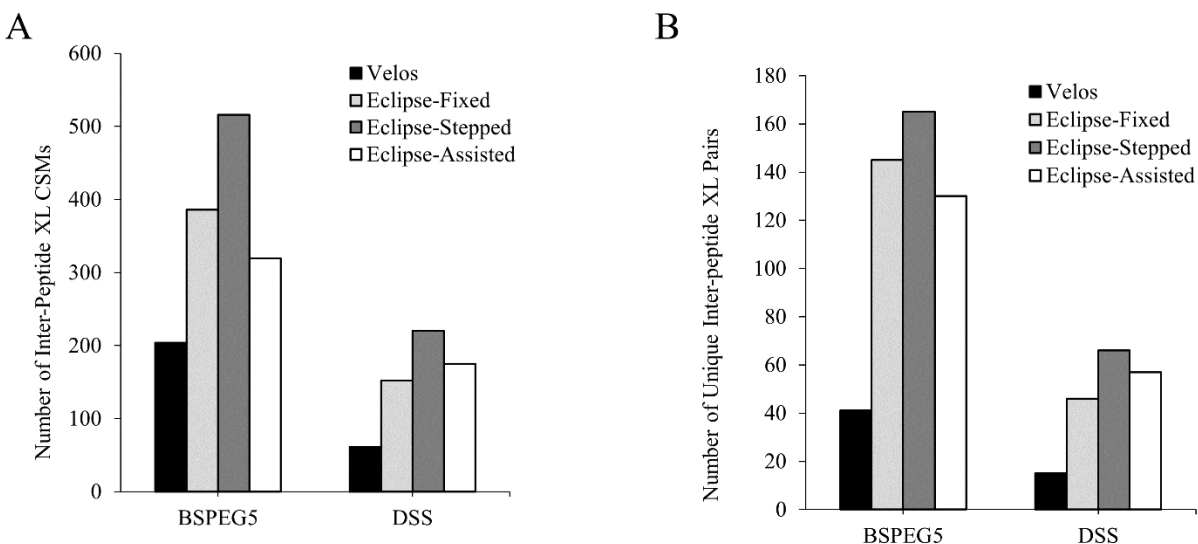 A
Number of Inter-Peptide XL CSMs
600
500
400
300
200
100
0
Velos
Eclipse-Fixed
Eclipse-Stepped
Eclipse-Assisted
BSPEG5
DSS
B
Number of Unique Inter-peptide XL Pairs
180
160
140
120
100
80
60
40
20
0
Velos
Eclipse-Fixed
Eclipse-Stepped
Eclipse-Assisted
BSPEG5
DSS